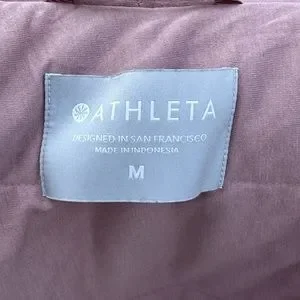 ATHLETA
DESIGNED IN SAN FRANCISCO
MADE IN INDONESIA
M